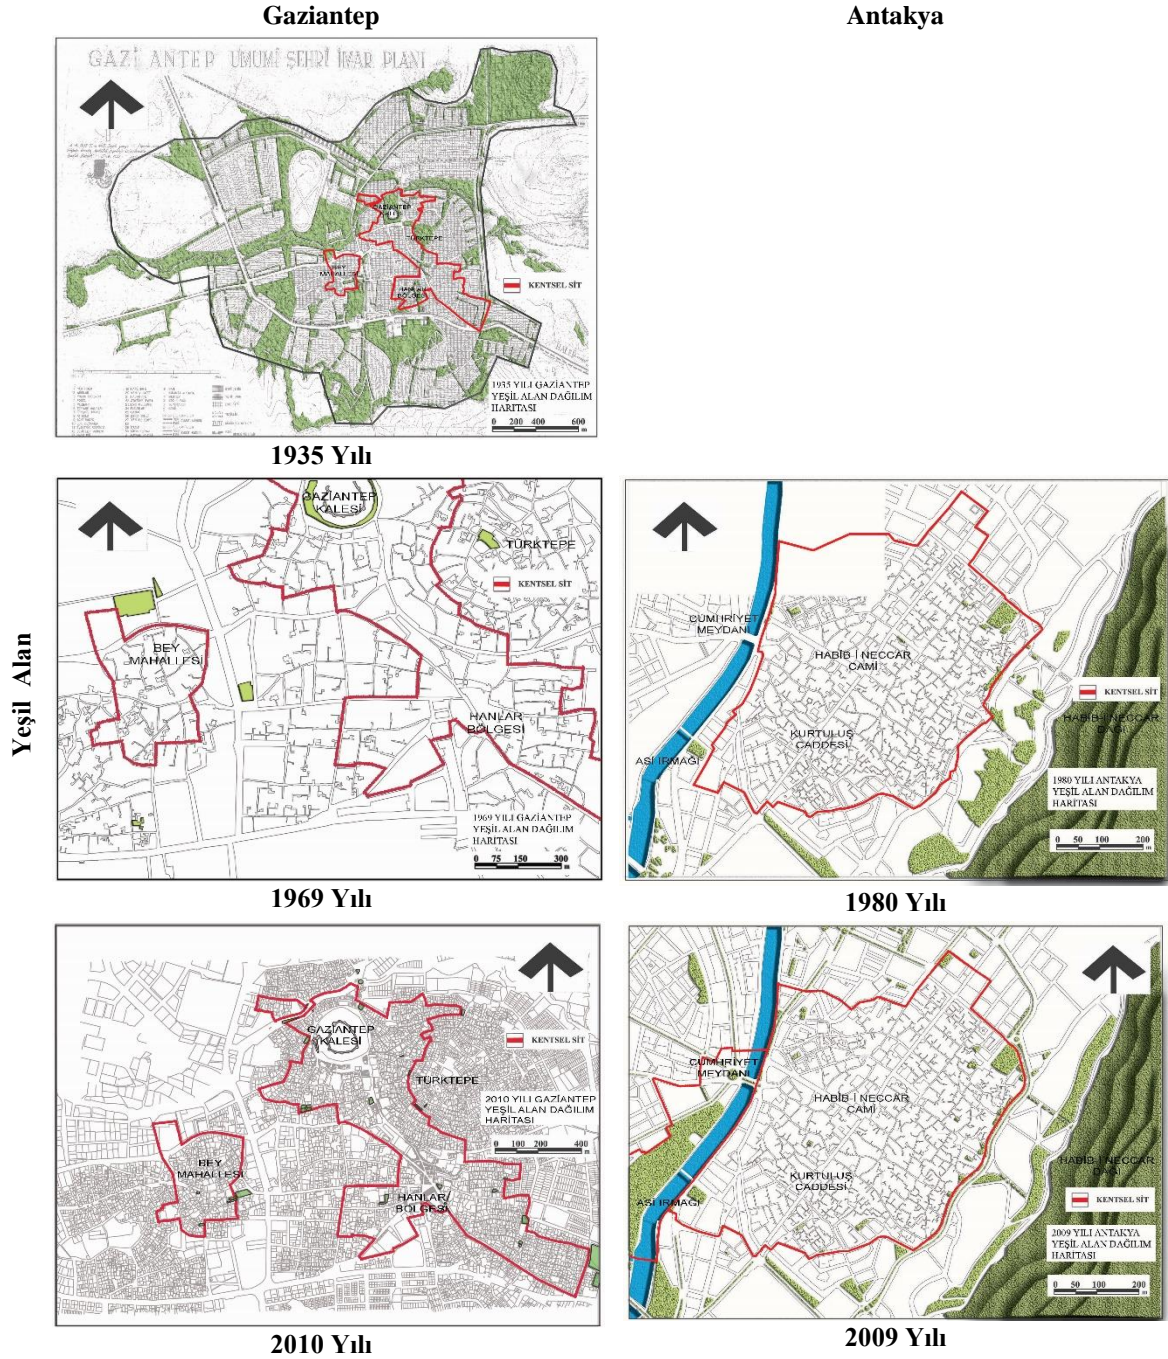 Gaziantep
Antakya
Yeşil Alan
GAZİ ANTEP UMUMİ ŞEHRİ İMAR PLANI
GAZİANTEP
TÜRKTEPE
BEY
MAHALLESİ
HANLAR
BÖLGESİ
KENTSEL SİT
1935 YILI GAZİANTEP
YEŞİL ALAN DAĞILIM
HARİTASI
0 200 400 600
m
1935 Yılı
GAZİANTEP
KALESİ
TÜRKTEPE
KENTSEL SİT
BEY
MAHALLESİ
HANLAR
BÖLGESİ
1969 YILI GAZİANTEP
YEŞİL ALAN DAĞILIM
HARİTASI
0 75 150 300
m
1969 Yılı
CUMHRİYET
MEYDANI
HABİB İ NECCAR
CAMİ
KENTSEL SİT
HABİB-İ NECCAR
DAĞI
KURTULUŞ
CADDESİ
ASİ IRMAĞI
1980 YILI ANTAKYA
YEŞİL ALAN DAĞILIM
HARİTASI
0 50 100 200
m
1980 Yılı
GAZİANTEP
KALESİ
KENTSEL SİT
TÜRKTEPE
2010 YILI GAZİANTEP
YEŞİL ALAN DAĞILIM
HARİTASI
0 100 200 400
m
BEY
MAHALLESİ
HANLAR
BÖLGESİ
2010 Yılı
CUMHRİYET
MEYDANI
HABİB İ NECCAR
CAMİ
HABİB İ NECCAR
DAĞI
KURTULUŞ
CADDESİ
KENTSEL SİT
ASİ IRMAĞI
2009 YILI ANTAKYA
YEŞİL ALAN DAĞILIM
HARİTASI
0 50 100 200
m
2009 Yılı